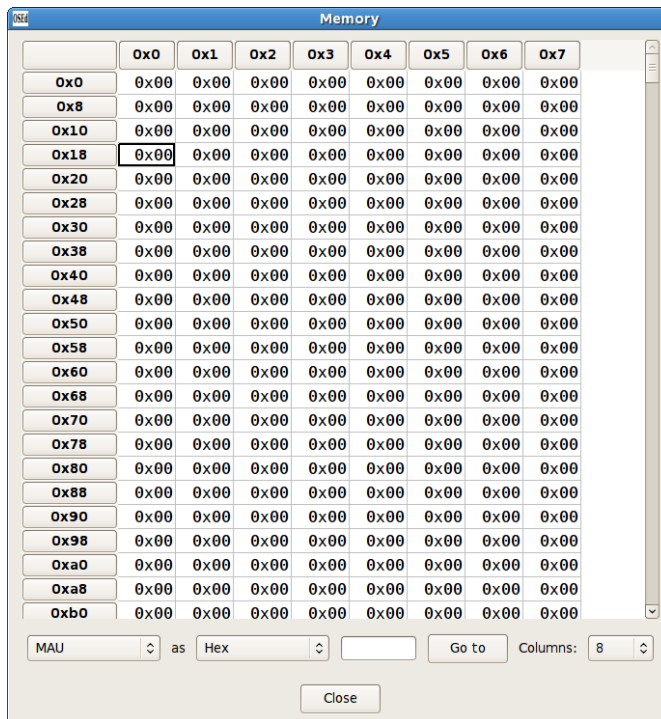 OSEd Memory
0x0 0x1 0x2 0x3 0x4 0x5 0x6 0x7
0x0 0x00 0x00 0x00 0x00 0x00 0x00 0x00 0x00
0x8 0x00 0x00 0x00 0x00 0x00 0x00 0x00 0x00
0x10 0x00 0x00 0x00 0x00 0x00 0x00 0x00 0x00
0x18 0x00 0x00 0x00 0x00 0x00 0x00 0x00 0x00
0x20 0x00 0x00 0x00 0x00 0x00 0x00 0x00 0x00
0x28 0x00 0x00 0x00 0x00 0x00 0x00 0x00 0x00
0x30 0x00 0x00 0x00 0x00 0x00 0x00 0x00 0x00
0x38 0x00 0x00 0x00 0x00 0x00 0x00 0x00 0x00
0x40 0x00 0x00 0x00 0x00 0x00 0x00 0x00 0x00
0x48 0x00 0x00 0x00 0x00 0x00 0x00 0x00 0x00
0x50 0x00 0x00 0x00 0x00 0x00 0x00 0x00 0x00
0x58 0x00 0x00 0x00 0x00 0x00 0x00 0x00 0x00
0x60 0x00 0x00 0x00 0x00 0x00 0x00 0x00 0x00
0x68 0x00 0x00 0x00 0x00 0x00 0x00 0x00 0x00
0x70 0x00 0x00 0x00 0x00 0x00 0x00 0x00 0x00
0x78 0x00 0x00 0x00 0x00 0x00 0x00 0x00 0x00
0x80 0x00 0x00 0x00 0x00 0x00 0x00 0x00 0x00
0x88 0x00 0x00 0x00 0x00 0x00 0x00 0x00 0x00
0x90 0x00 0x00 0x00 0x00 0x00 0x00 0x00 0x00
0x98 0x00 0x00 0x00 0x00 0x00 0x00 0x00 0x00
0xa0 0x00 0x00 0x00 0x00 0x00 0x00 0x00 0x00
0xa8 0x00 0x00 0x00 0x00 0x00 0x00 0x00 0x00
0xb0 0x00 0x00 0x00 0x00 0x00 0x00 0x00 0x00
MAU as Hex Go to Columns: 8
Close